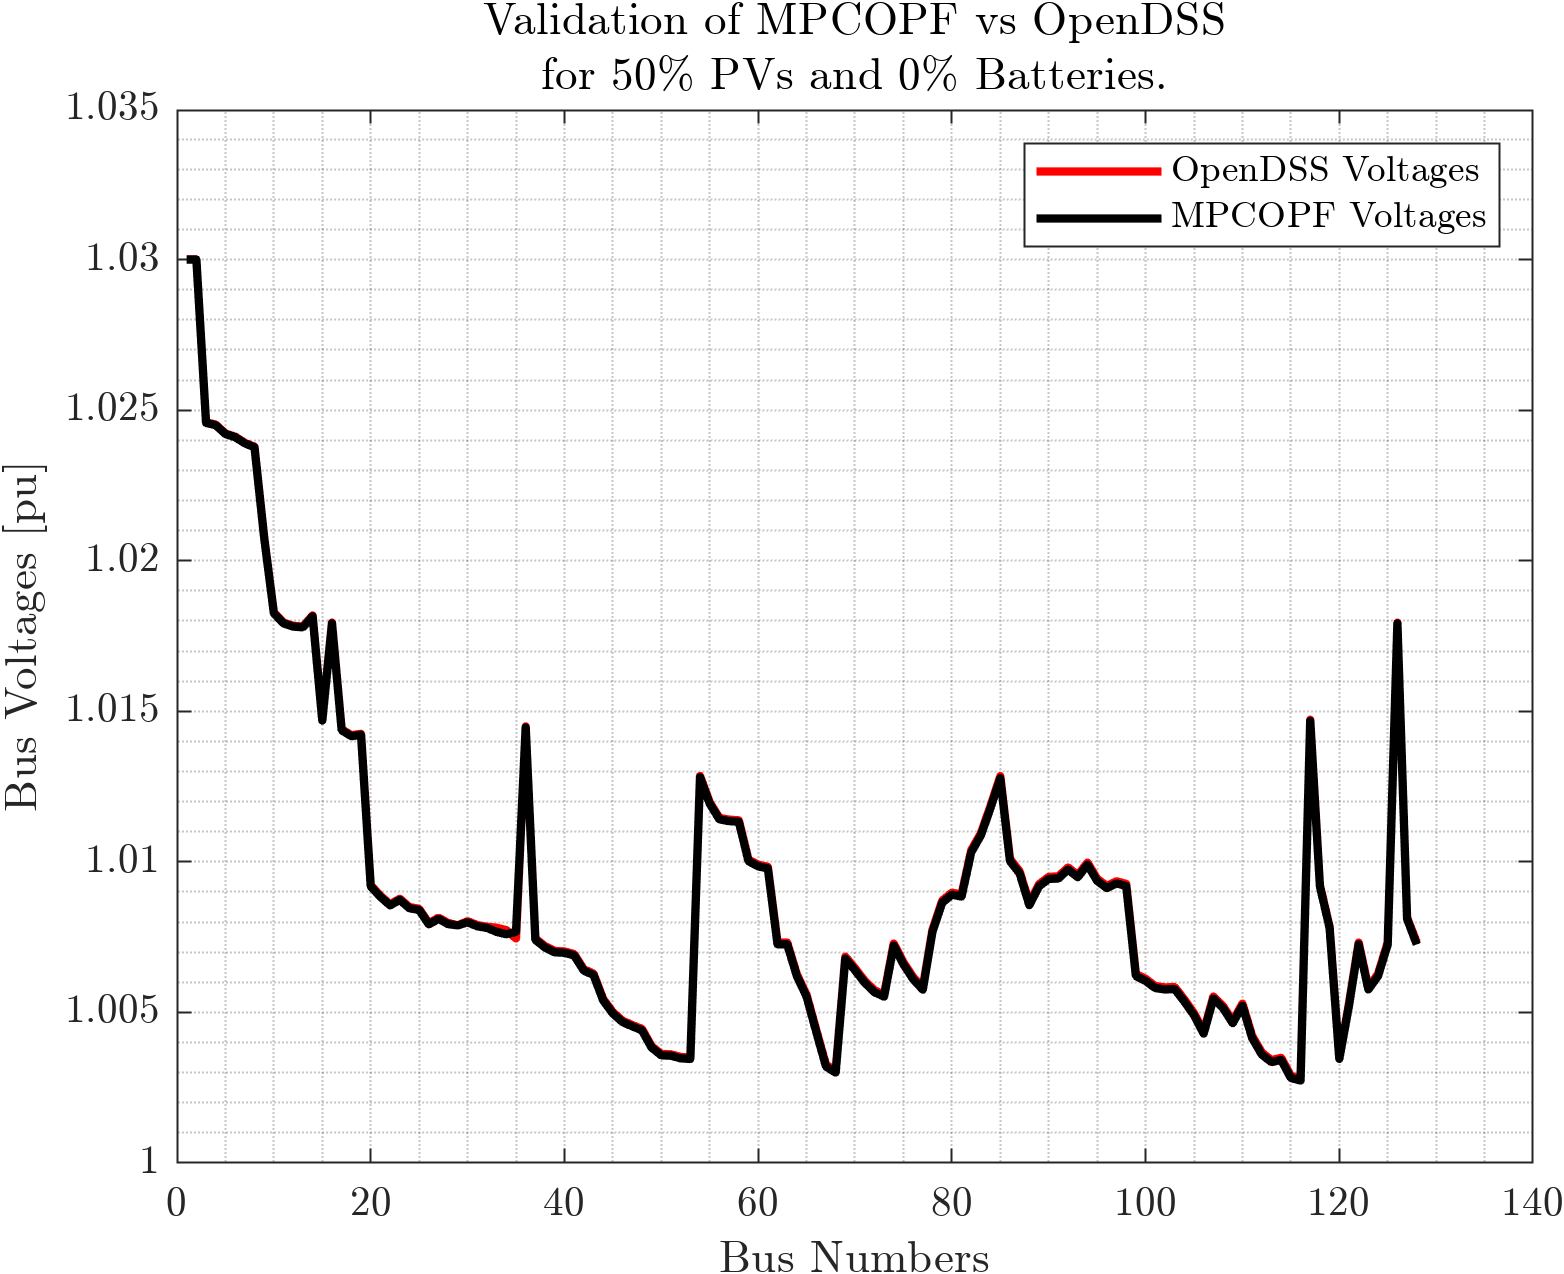 Validation of MPCOPF vs OpenDSS
for 50% PVs and 0% Batteries.
1.035
1.03
1.025
1.02
1.015
1.01
1.005
1
Bus Voltages [pu]
OpenDSS Voltages
MPCOPF Voltages
0 20 40 60 80 100 120 140
Bus Numbers